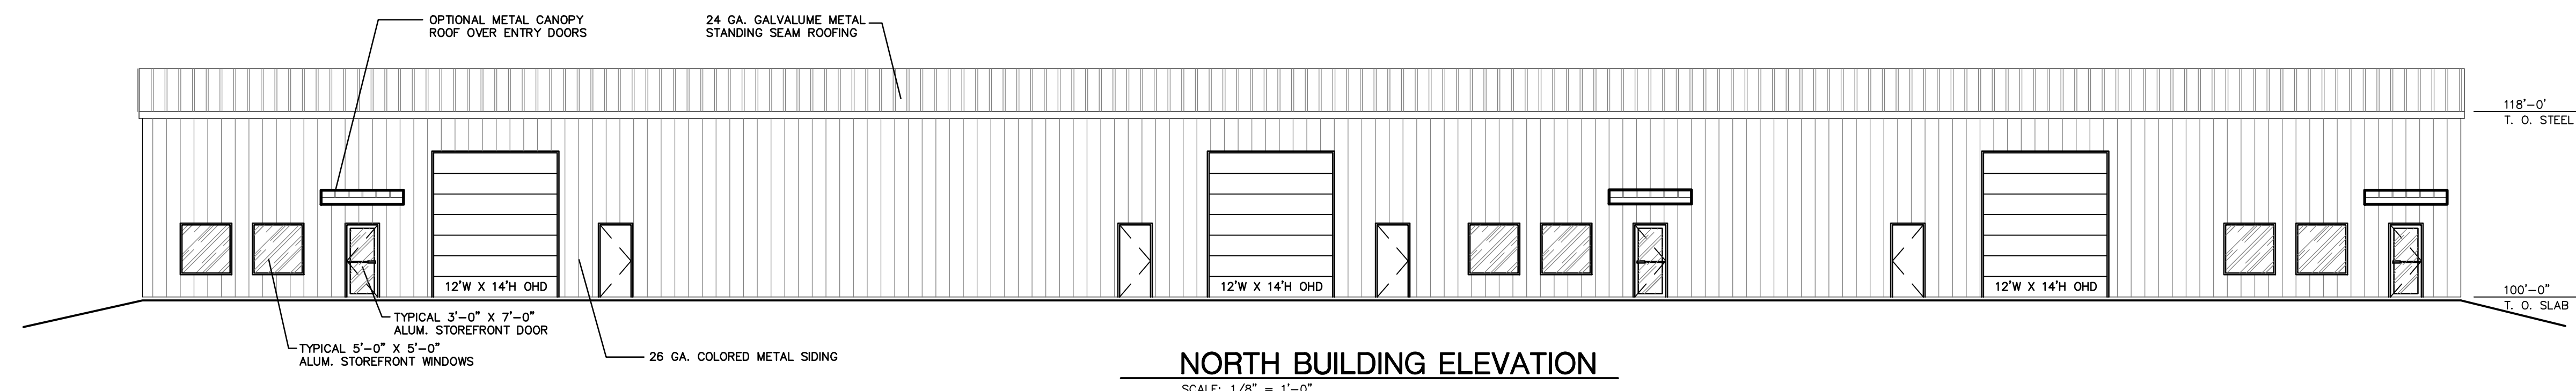 OPTIONAL METAL CANOPY
ROOF OVER ENTRY DOORS
24 GA. GALVALUME METAL
STANDING SEAM ROOFING
118'-0'
T. O. STEEL
12'W X 14'H OHD
12'W X 14'H OHD
12'W X 14'H OHD
100'-0"
T. O. SLAB
TYPICAL 3'-0" X 7'-0"
ALUM. STOREFRONT DOOR
TYPICAL 5'-0" X 5'-0"
ALUM. STOREFRONT WINDOWS
26 GA. COLORED METAL SIDING
NORTH BUILDING ELEVATION
SCALE: 1/8" = 1'-0"